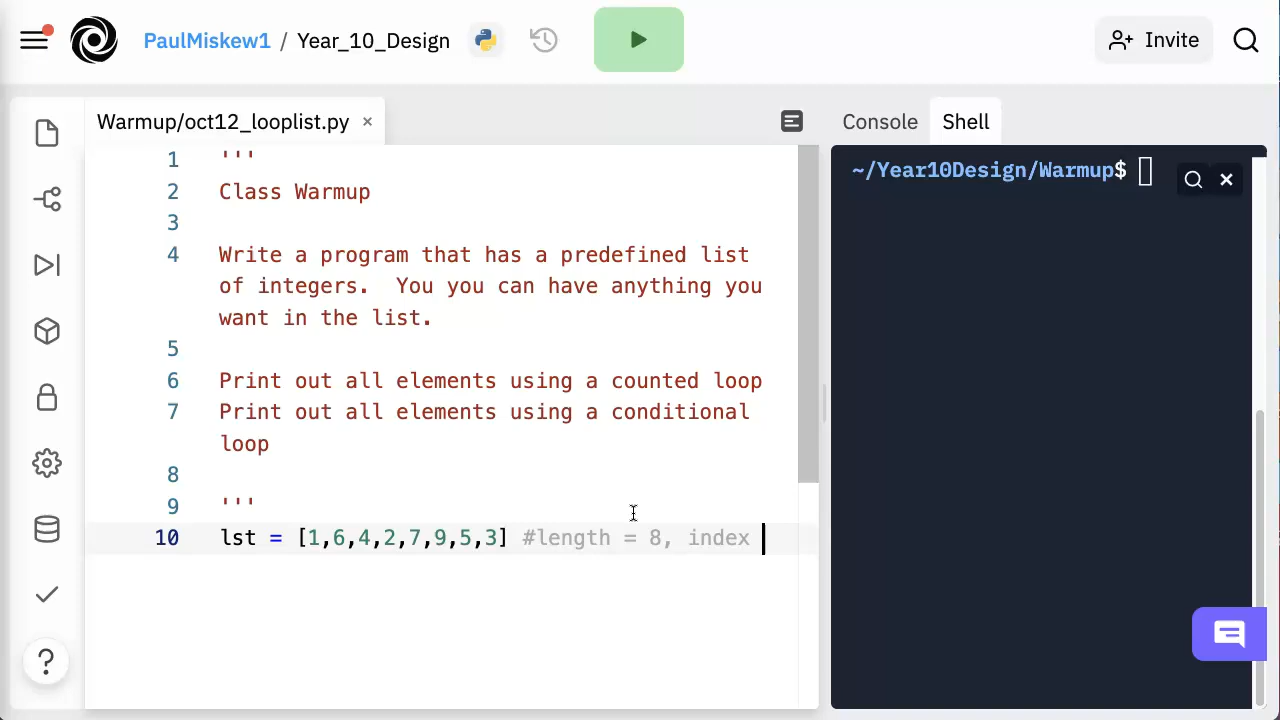 PaulMiskew1 / Year_10_Design
Invite
Warmup/oct12_looplist.py ×
Console Shell
1 '''
2 Class Warmup
3
4 Write a program that has a predefined list
of integers.  You you can have anything you
want in the list.
5
6 Print out all elements using a counted loop
7 Print out all elements using a conditional
loop
8
9 '''
10 lst = [1,6,4,2,7,9,5,3] #length = 8, index
~/Year10Design/Warmup$
?